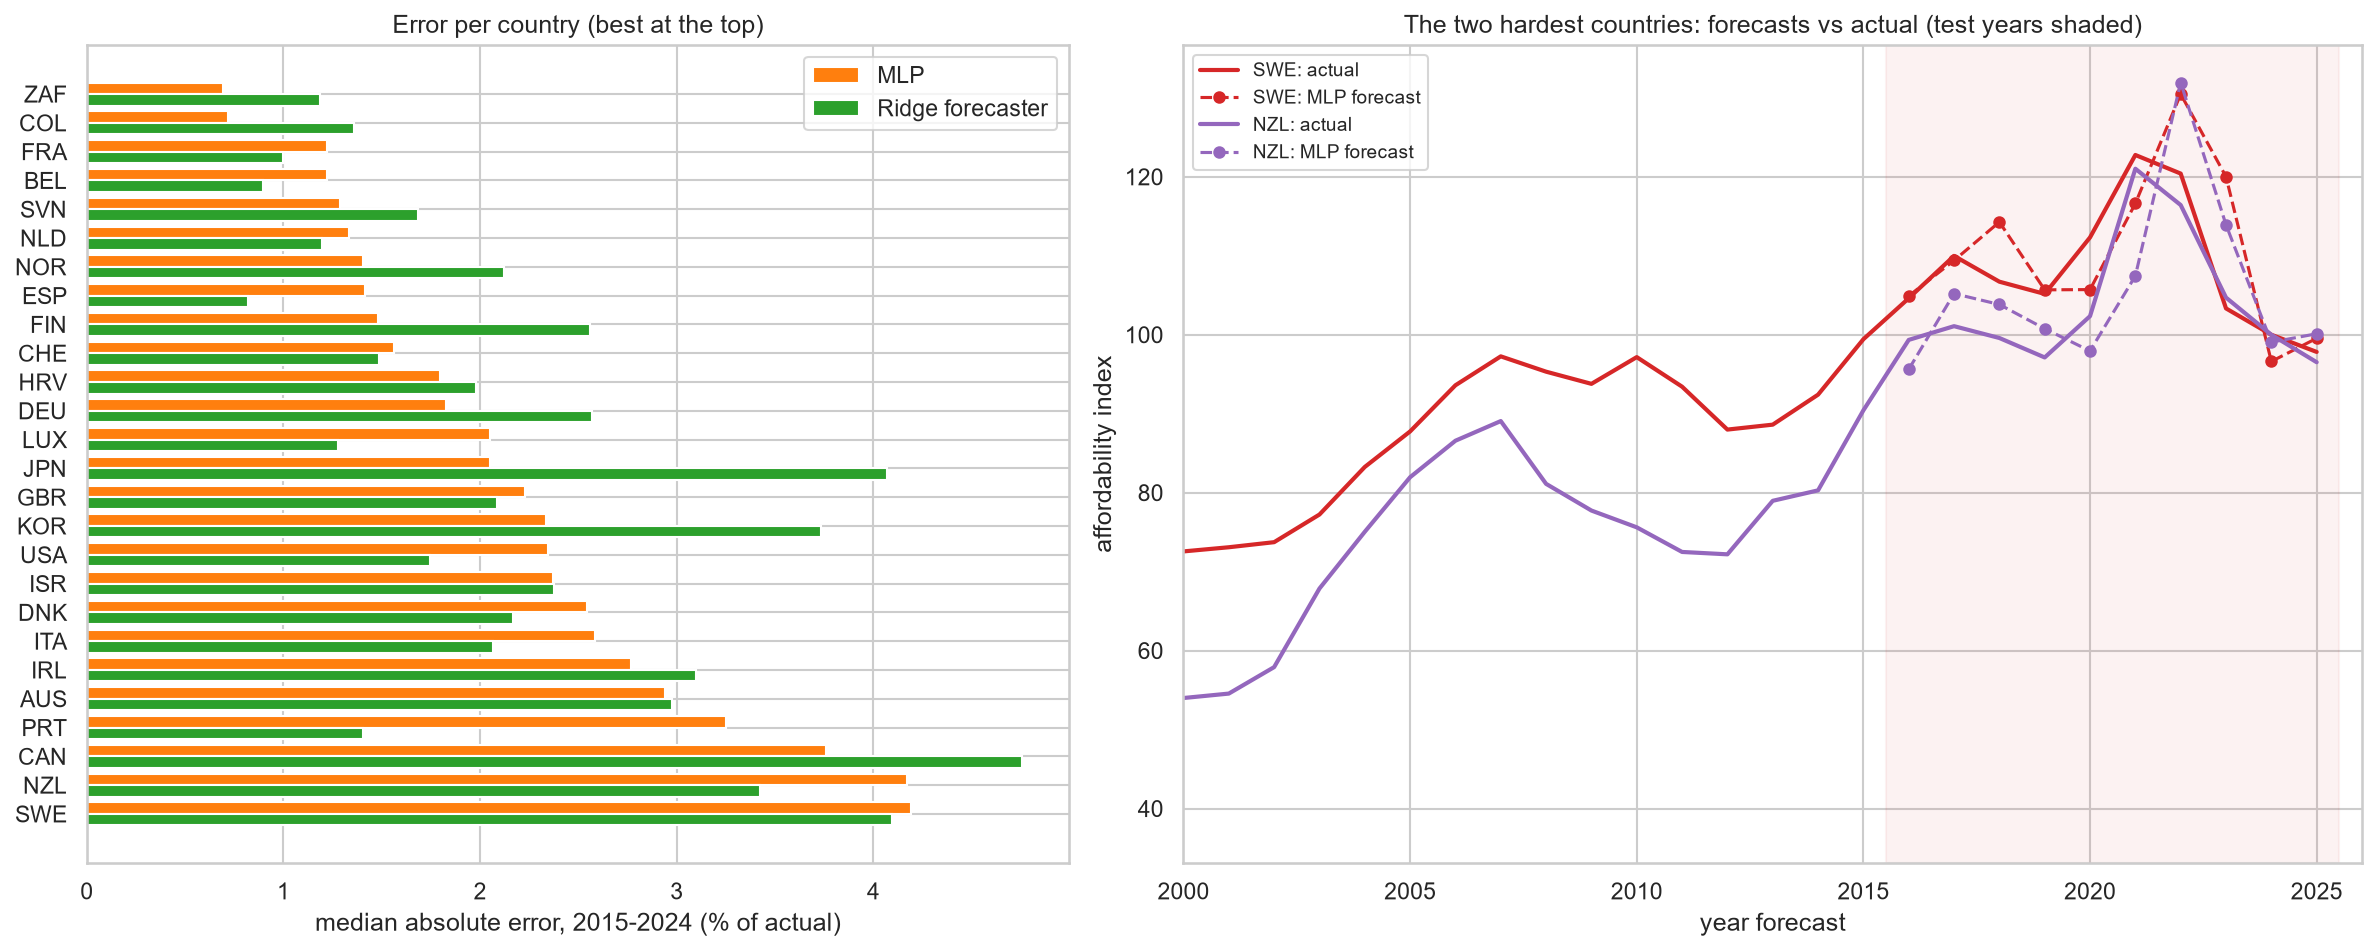 Error per country (best at the top)
MLP
Ridge forecaster
ZAF
COL
FRA
BEL
SVN
NLD
NOR
ESP
FIN
CHE
HRV
DEU
LUX
JPN
GBR
KOR
USA
ISR
DNK
ITA
IRL
AUS
PRT
CAN
NZL
SWE
0 1 2 3 4
median absolute error, 2015-2024 (% of actual)
The two hardest countries: forecasts vs actual (test years shaded)
SWE: actual
SWE: MLP forecast
NZL: actual
NZL: MLP forecast
affordability index
120
100
80
60
40
2000 2005 2010 2015 2020 2025
year forecast